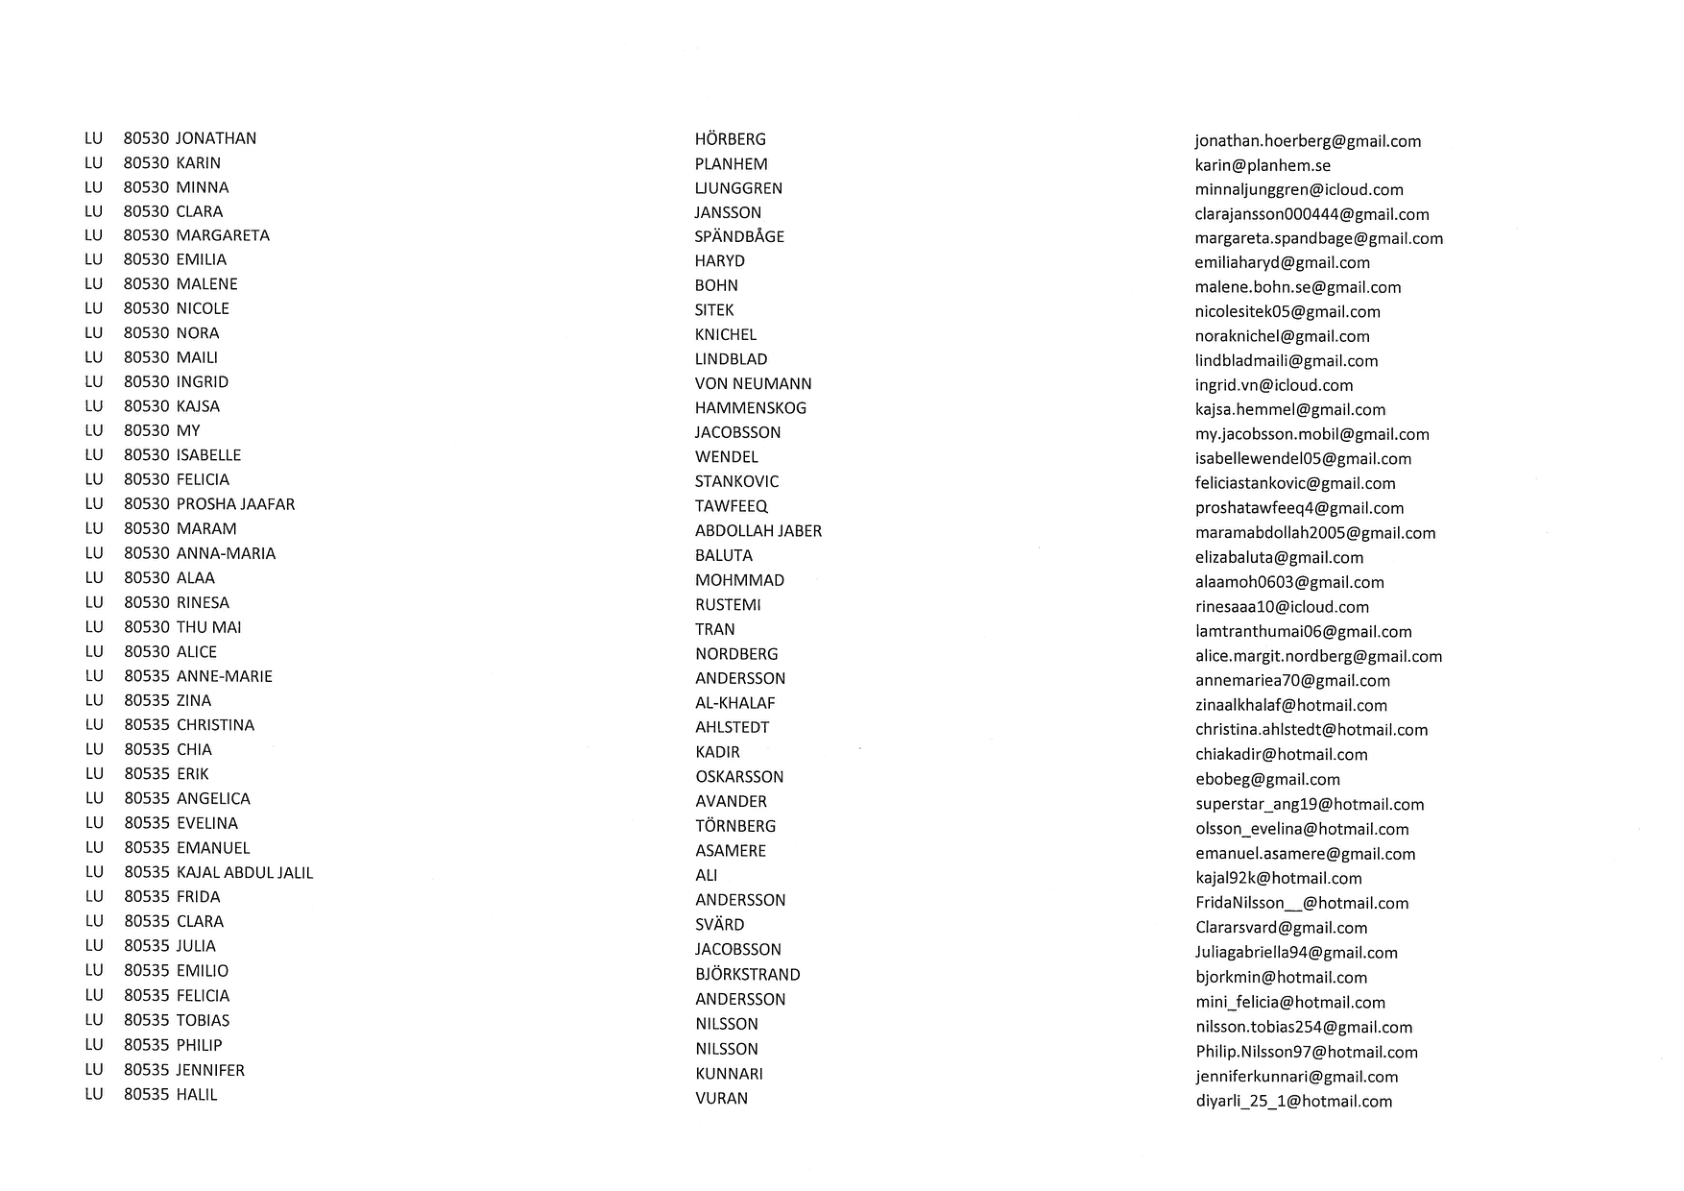 LU 80530 JONATHAN HÖRBERG jonathan.hoerberg@gmail.com
LU 80530 KARIN PLANHEM karin@planhem.se
LU 80530 MINNA LJUNGGREN minnaljunggren@icloud.com
LU 80530 CLARA JANSSON clarajansson000444@gmail.com
LU 80530 MARGARETA SPÄNDBÅGE margareta.spandbage@gmail.com
LU 80530 EMILIA HARYD emiliaharyd@gmail.com
LU 80530 MALENE BOHN malene.bohn.se@gmail.com
LU 80530 NICOLE SITEK nicolesitek05@gmail.com
LU 80530 NORA KNICHEL noraknichel@gmail.com
LU 80530 MAILI LINDBLAD lindbladmaili@gmail.com
LU 80530 INGRID VON NEUMANN ingrid.vn@icloud.com
LU 80530 KAJSA HAMMENSKOG kajsa.hemmel@gmail.com
LU 80530 MY JACOBSSON my.jacobsson.mobil@gmail.com
LU 80530 ISABELLE WENDEL isabellewendel05@gmail.com
LU 80530 FELICIA STANKOVIC feliciastankovic@gmail.com
LU 80530 PROSHA JAAFAR TAWFEEQ proshatawfeeq4@gmail.com
LU 80530 MARAM ABDOLLAH JABER maramabdollah2005@gmail.com
LU 80530 ANNA-MARIA BALUTA elizabaluta@gmail.com
LU 80530 ALAA MOHMMAD alaamoh0603@gmail.com
LU 80530 RINESA RUSTEMI rinesaaa10@icloud.com
LU 80530 THU MAI TRAN lamtranthumai06@gmail.com
LU 80530 ALICE NORDBERG alice.margit.nordberg@gmail.com
LU 80535 ANNE-MARIE ANDERSSON annemariea70@gmail.com
LU 80535 ZINA AL-KHALAF zinaalkhalaf@hotmail.com
LU 80535 CHRISTINA AHLSTEDT christina.ahlstedt@hotmail.com
LU 80535 CHIA KADIR chiakadir@hotmail.com
LU 80535 ERIK OSKARSSON ebobeg@gmail.com
LU 80535 ANGELICA AVANDER superstar_ang19@hotmail.com
LU 80535 EVELINA TÖRNBERG olsson_evelina@hotmail.com
LU 80535 EMANUEL ASAMERE emanuel.asamere@gmail.com
LU 80535 KAJAL ABDUL JALIL ALI kajal92k@hotmail.com
LU 80535 FRIDA ANDERSSON FridaNilsson__@hotmail.com
LU 80535 CLARA SVÄRD Clararsvard@gmail.com
LU 80535 JULIA JACOBSSON Juliagabriella94@gmail.com
LU 80535 EMILIO BJÖRKSTRAND bjorkmin@hotmail.com
LU 80535 FELICIA ANDERSSON mini_felicia@hotmail.com
LU 80535 TOBIAS NILSSON nilsson.tobias254@gmail.com
LU 80535 PHILIP NILSSON Philip.Nilsson97@hotmail.com
LU 80535 JENNIFER KUNNARI jenniferkunnari@gmail.com
LU 80535 HALIL VURAN diyarli_25_1@hotmail.com